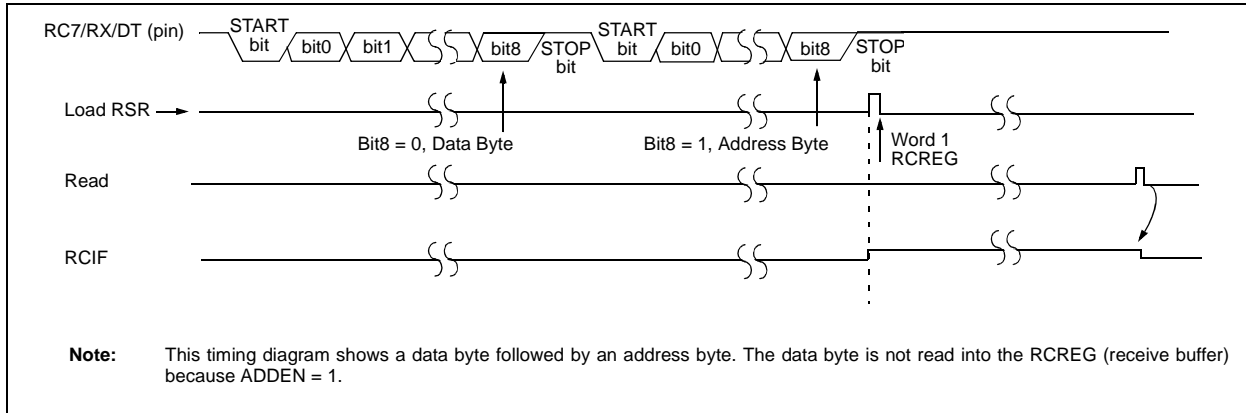 RC7/RX/DT (pin)
START
bit
bit0
bit1
bit8
STOP
bit
START
bit
bit0
bit8
STOP
bit
Load RSR
Bit8 = 0, Data Byte
Bit8 = 1, Address Byte
Word 1
RCREG
Read
RCIF
Note: This timing diagram shows a data byte followed by an address byte. The data byte is not read into the RCREG (receive buffer)
because ADDEN = 1.